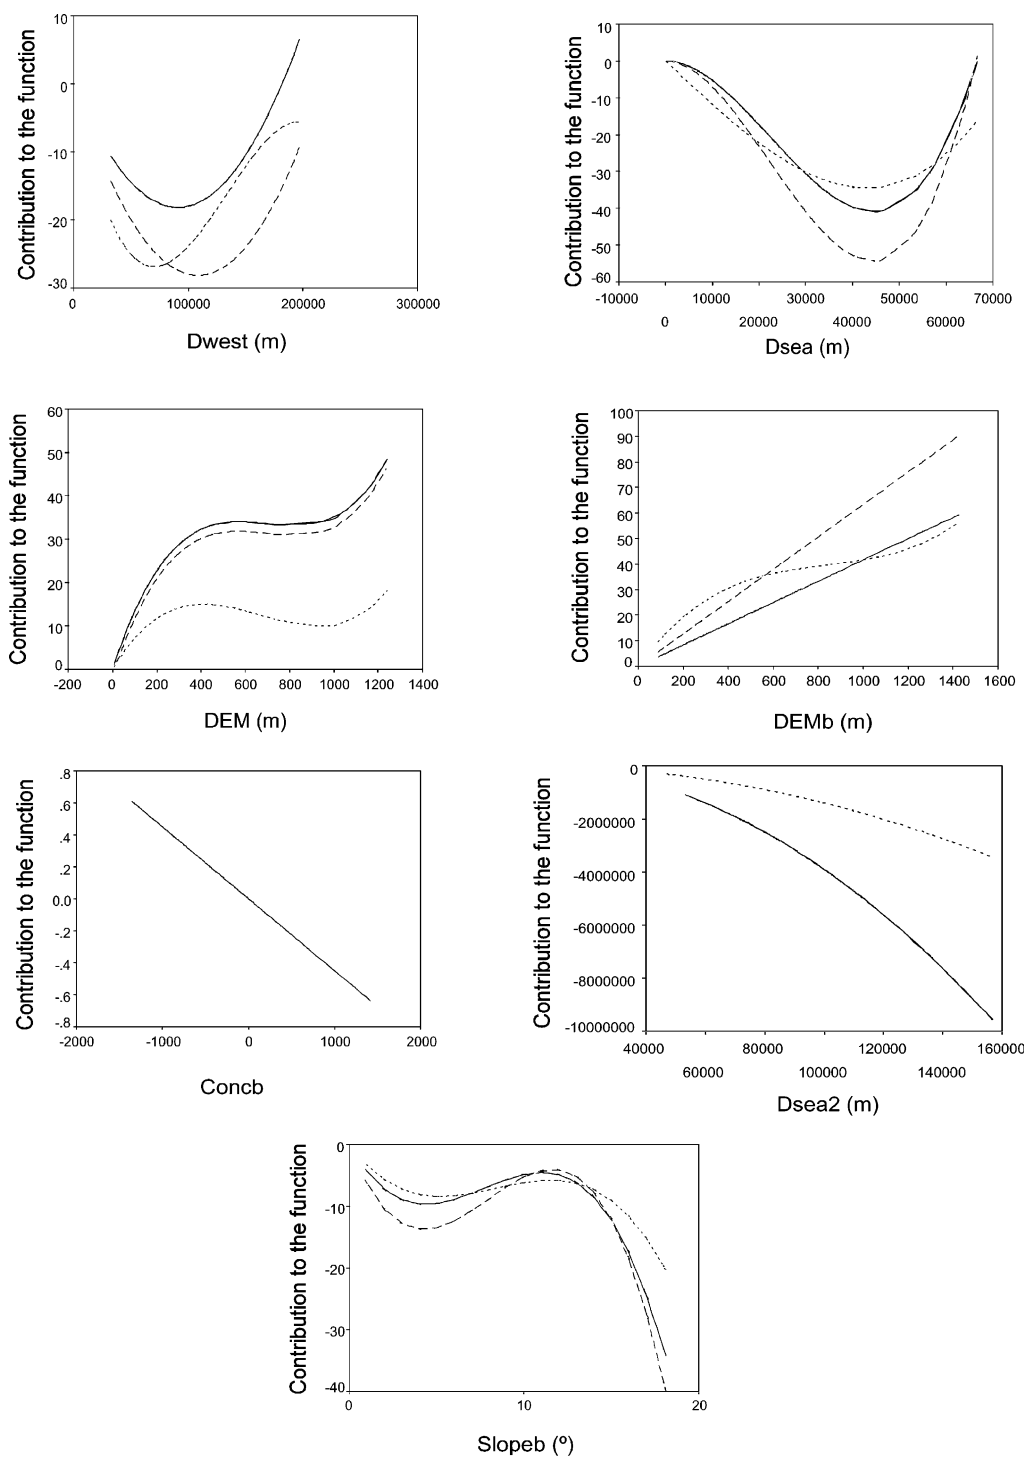 Contribution to the function
10
0
-10
-20
-30
0 100000 200000 300000
Dwest (m)
Contribution to the function
10
0
-10
-20
-30
-40
-50
-60
-10000 10000 30000 50000 70000
0 20000 40000 60000
Dsea (m)
Contribution to the function
60
50
40
30
20
10
0
-200 0 200 400 600 800 1000 1200 1400
DEM (m)
Contribution to the function
100
90
80
70
60
50
40
30
20
10
0
0 200 400 600 800 1000 1200 1400 1600
DEMb (m)
Contribution to the function
.8
.6
.4
.2
0.0
-.2
-.4
-.6
-.8
-2000 -1000 0 1000 2000
Concb
Contribution to the function
0
-2000000
-4000000
-6000000
-8000000
-10000000
40000 80000 120000 160000
60000 100000 140000
Dsea2 (m)
Contribution to the function
0
-10
-20
-30
-40
0 10 20
Slopeb (º)